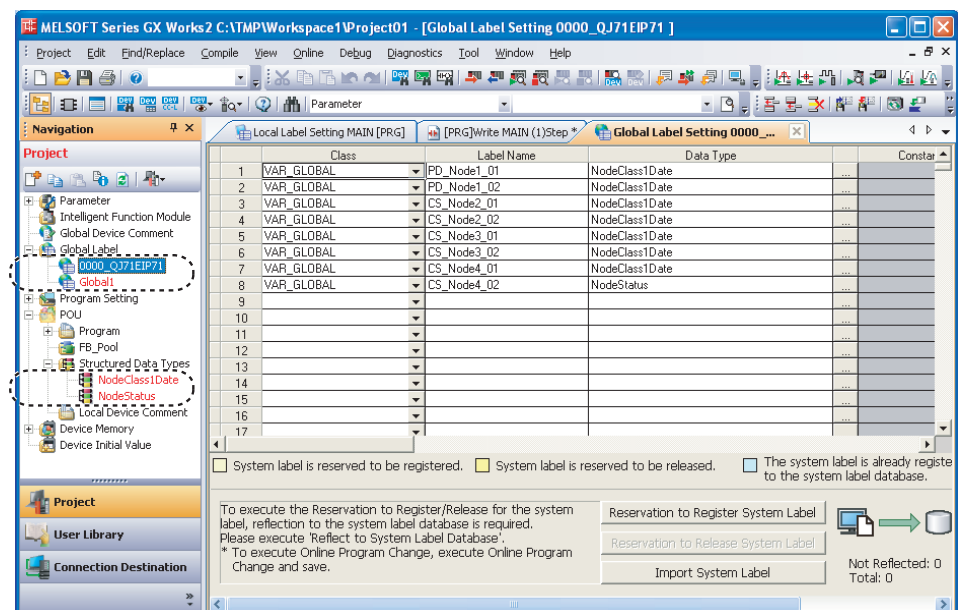 MELSOFT Series GX Works2 C:\TMP\Workspace1\Project01 - [Global Label Setting 0000_QJ71EIP71 ]
Project Edit Find/Replace Compile View Online Debug Diagnostics Tool Window Help
Parameter
Navigation
Local Label Setting MAIN [PRG]
[PRG]Write MAIN (1)Step *
Global Label Setting 0000_...
Project
Parameter
Intelligent Function Module
Global Device Comment
Global Label
0000_QJ71EIP71
Global1
Program Setting
POU
Program
FB_Pool
Structured Data Types
NodeClass1Date
NodeStatus
Local Device Comment
Device Memory
Device Initial Value
Project
User Library
Connection Destination
Class Label Name Data Type Constar
1 VAR_GLOBAL PD_Node1_01 NodeClass1Date ...
2 VAR_GLOBAL PD_Node1_02 NodeClass1Date ...
3 VAR_GLOBAL CS_Node2_01 NodeClass1Date ...
4 VAR_GLOBAL CS_Node2_02 NodeClass1Date ...
5 VAR_GLOBAL CS_Node3_01 NodeClass1Date ...
6 VAR_GLOBAL CS_Node3_02 NodeClass1Date ...
7 VAR_GLOBAL CS_Node4_01 NodeClass1Date ...
8 VAR_GLOBAL CS_Node4_02 NodeStatus ...
9 ...
10 ...
11 ...
12 ...
13 ...
14 ...
15 ...
16 ...
17
System label is reserved to be registered.
System label is reserved to be released.
The system label is already registe
to the system label database.
To execute the Reservation to Register/Release for the system
label, reflection to the system label database is required.
Please execute 'Reflect to System Label Database'.
* To execute Online Program Change, execute Online Program
Change and save.
Reservation to Register System Label
Reservation to Release System Label
Import System Label
Not Reflected: 0
Total: 0